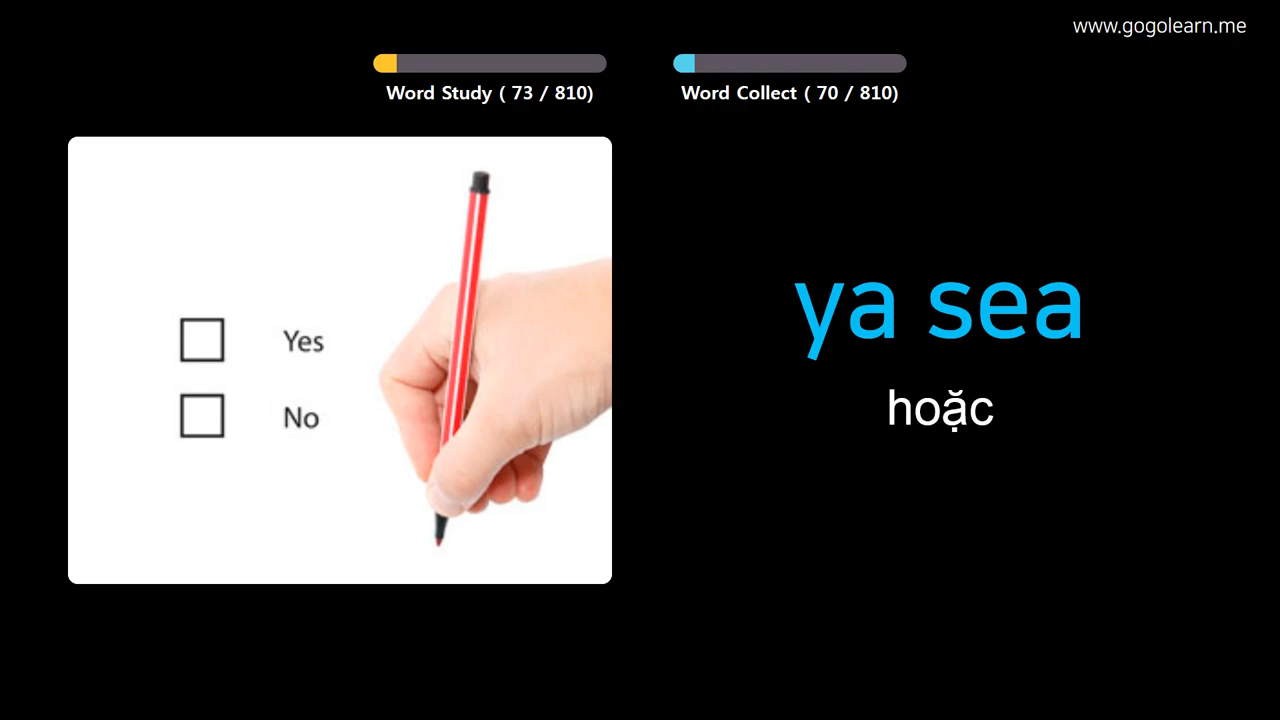 www.gogolearn.me
Word Study ( 73 / 810)
Word Collect ( 70 / 810)
Yes
No
ya sea
hoặc